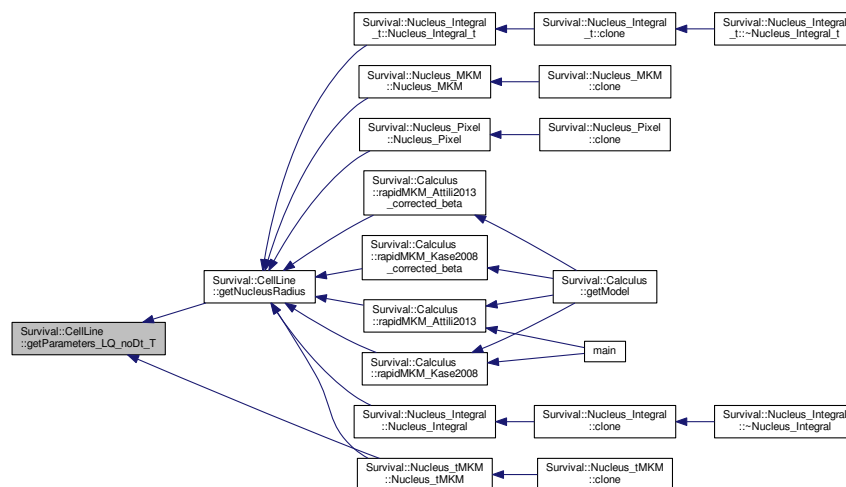 Survival::Nucleus_Integral
_t::Nucleus_Integral_t
Survival::Nucleus_Integral
_t::clone
Survival::Nucleus_Integral
_t::~Nucleus_Integral_t
Survival::Nucleus_MKM
::Nucleus_MKM
Survival::Nucleus_MKM
::clone
Survival::Nucleus_Pixel
::Nucleus_Pixel
Survival::Nucleus_Pixel
::clone
Survival::Calculus
::rapidMKM_Attili2013
_corrected_beta
Survival::Calculus
::rapidMKM_Kase2008
_corrected_beta
Survival::CellLine
::getNucleusRadius
Survival::Calculus
::getModel
Survival::Calculus
::rapidMKM_Attili2013
Survival::CellLine
::getParameters_LQ_noDt_T
main
Survival::Calculus
::rapidMKM_Kase2008
Survival::Nucleus_Integral
::Nucleus_Integral
Survival::Nucleus_Integral
::clone
Survival::Nucleus_Integral
::~Nucleus_Integral
Survival::Nucleus_tMKM
::Nucleus_tMKM
Survival::Nucleus_tMKM
::clone